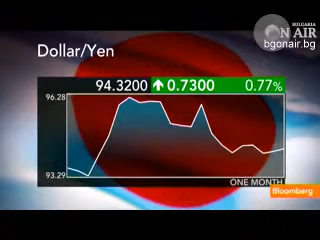 BULGARIA
ON AIR
bgonair.bg
Dollar/Yen
94.3200 0.7300 0.77%
96.28
93.29
ONE MONTH
Bloomberg